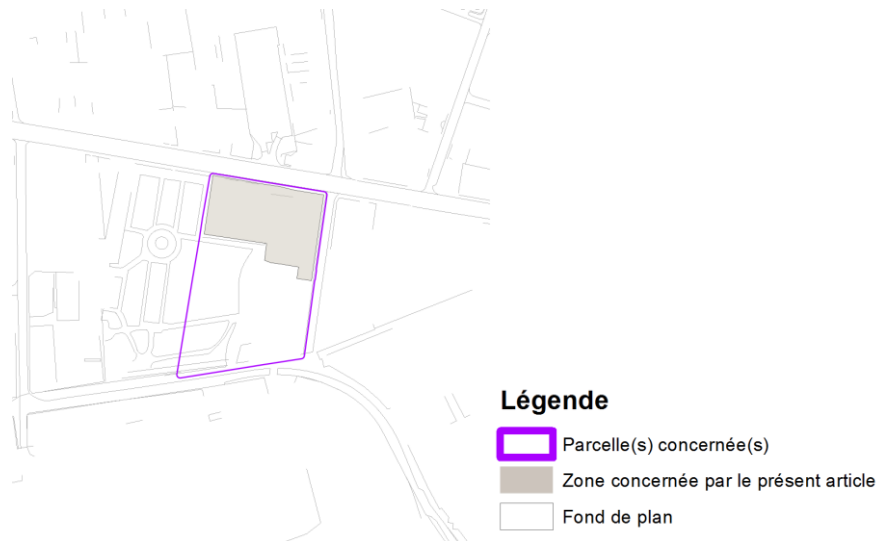 Légende
Parcelle(s) concernée(s)
Zone concernée par le présent article
Fond de plan